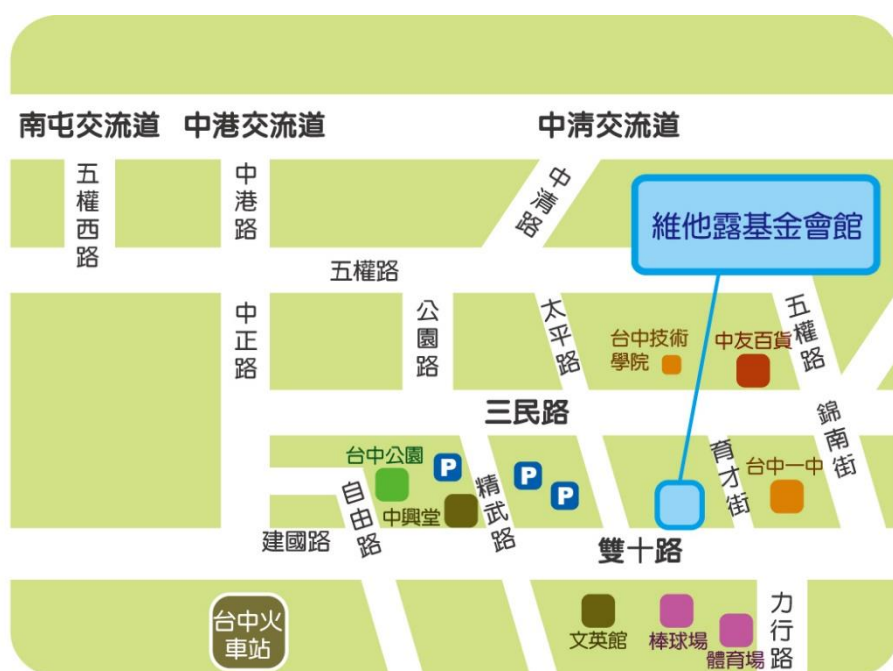 南屯交流道
中港交流道
中清交流道
五權西路
中港路
中清路
維他露基金會館
五權路
中正路
公園路
太平路
台中技術
學院
中友百貨
五權路
三民路
錦南街
台中公園
P
P
P
自由路
中興堂
精武路
育才街
台中一中
建國路
雙十路
台中火
車站
文英館
棒球場
體育場
力行路